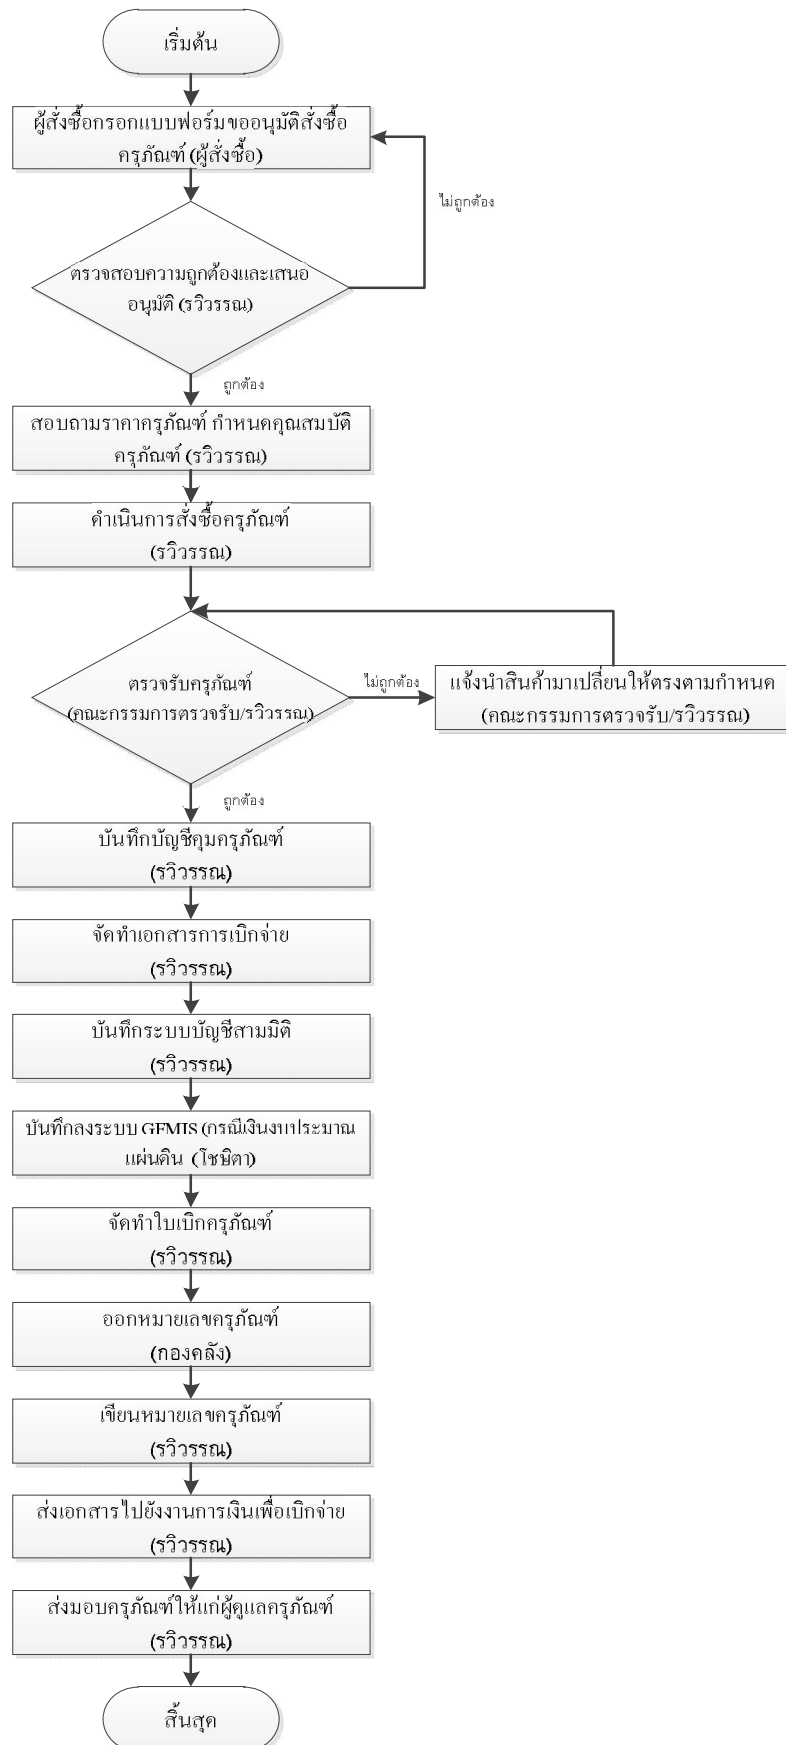 เริ่มต้น
ผู้สั่งซื้อกรอกแบบฟอร์มขออนุมัติสั่งซื้อ
ครุภัณฑ์ (ผู้สั่งซื้อ)
ไม่ถูกต้อง
ตรวจสอบความถูกต้องและเสนอ
อนุมัติ (รวิวรรณ)
ถูกต้อง
สอบถามราคาครุภัณฑ์ กำหนดคุณสมบัติ
ครุภัณฑ์ (รวิวรรณ)
ดำเนินการสั่งซื้อครุภัณฑ์
(รวิวรรณ)
ตรวจรับครุภัณฑ์
(คณะกรรมการตรวจรับ/รวิวรรณ)
ไม่ถูกต้อง
แจ้งนำสินค้ามาเปลี่ยนให้ตรงตามกำหนด
(คณะกรรมการตรวจรับ/รวิวรรณ)
ถูกต้อง
บันทึกบัญชีคุมครุภัณฑ์
(รวิวรรณ)
จัดทำเอกสารการเบิกจ่าย
(รวิวรรณ)
บันทึกระบบบัญชีสามมิติ
(รวิวรรณ)
บันทึกลงระบบ GFMIS (กรณีเงินงบประมาณ
แผ่นดิน (โชษิตา)
จัดทำใบเบิกครุภัณฑ์
(รวิวรรณ)
ออกหมายเลขครุภัณฑ์
(กองคลัง)
เขียนหมายเลขครุภัณฑ์
(รวิวรรณ)
ส่งเอกสารไปยังงานการเงินเพื่อเบิกจ่าย
(รวิวรรณ)
ส่งมอบครุภัณฑ์ให้แก่ผู้ดูแลครุภัณฑ์
(รวิวรรณ)
สิ้นสุด